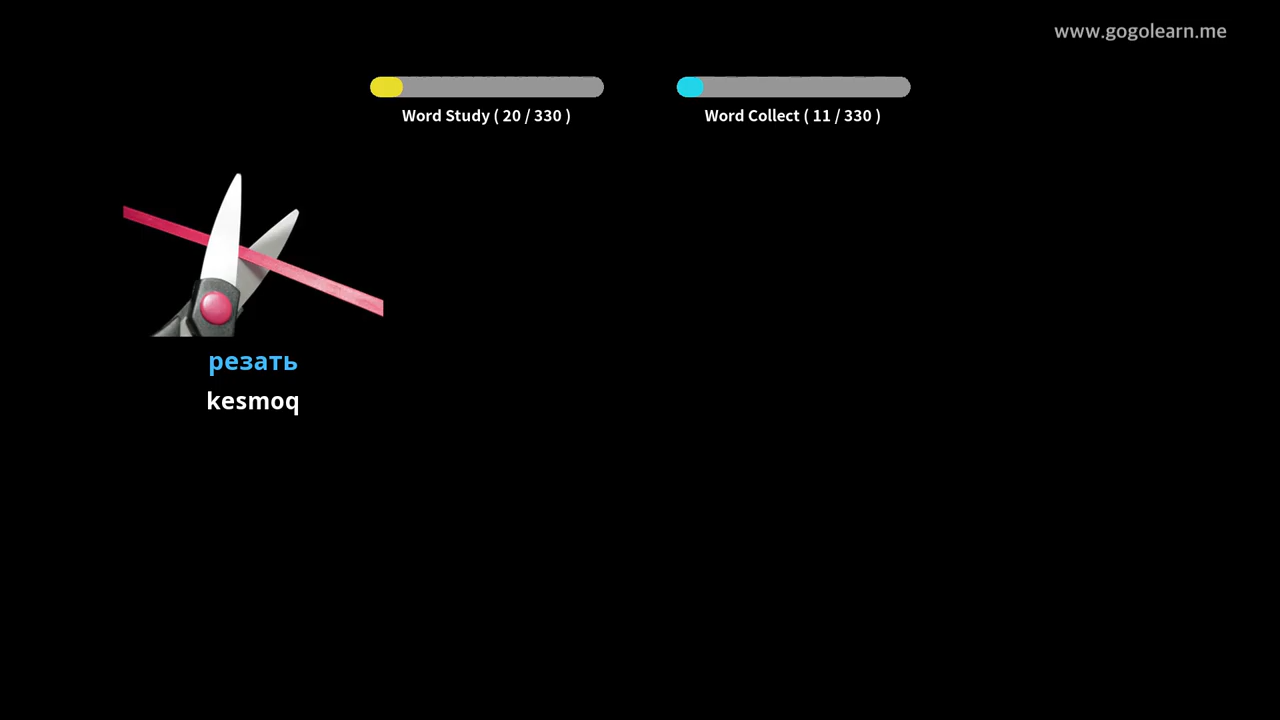 www.gogolearn.me
Word Study ( 20 / 330 )
Word Collect ( 11 / 330 )
резать
kesmoq